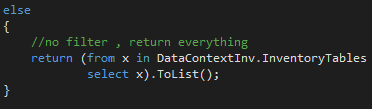 else
{
//no filter , return everything
return (from x in DataContextInv.InventoryTables
select x).ToList();
}